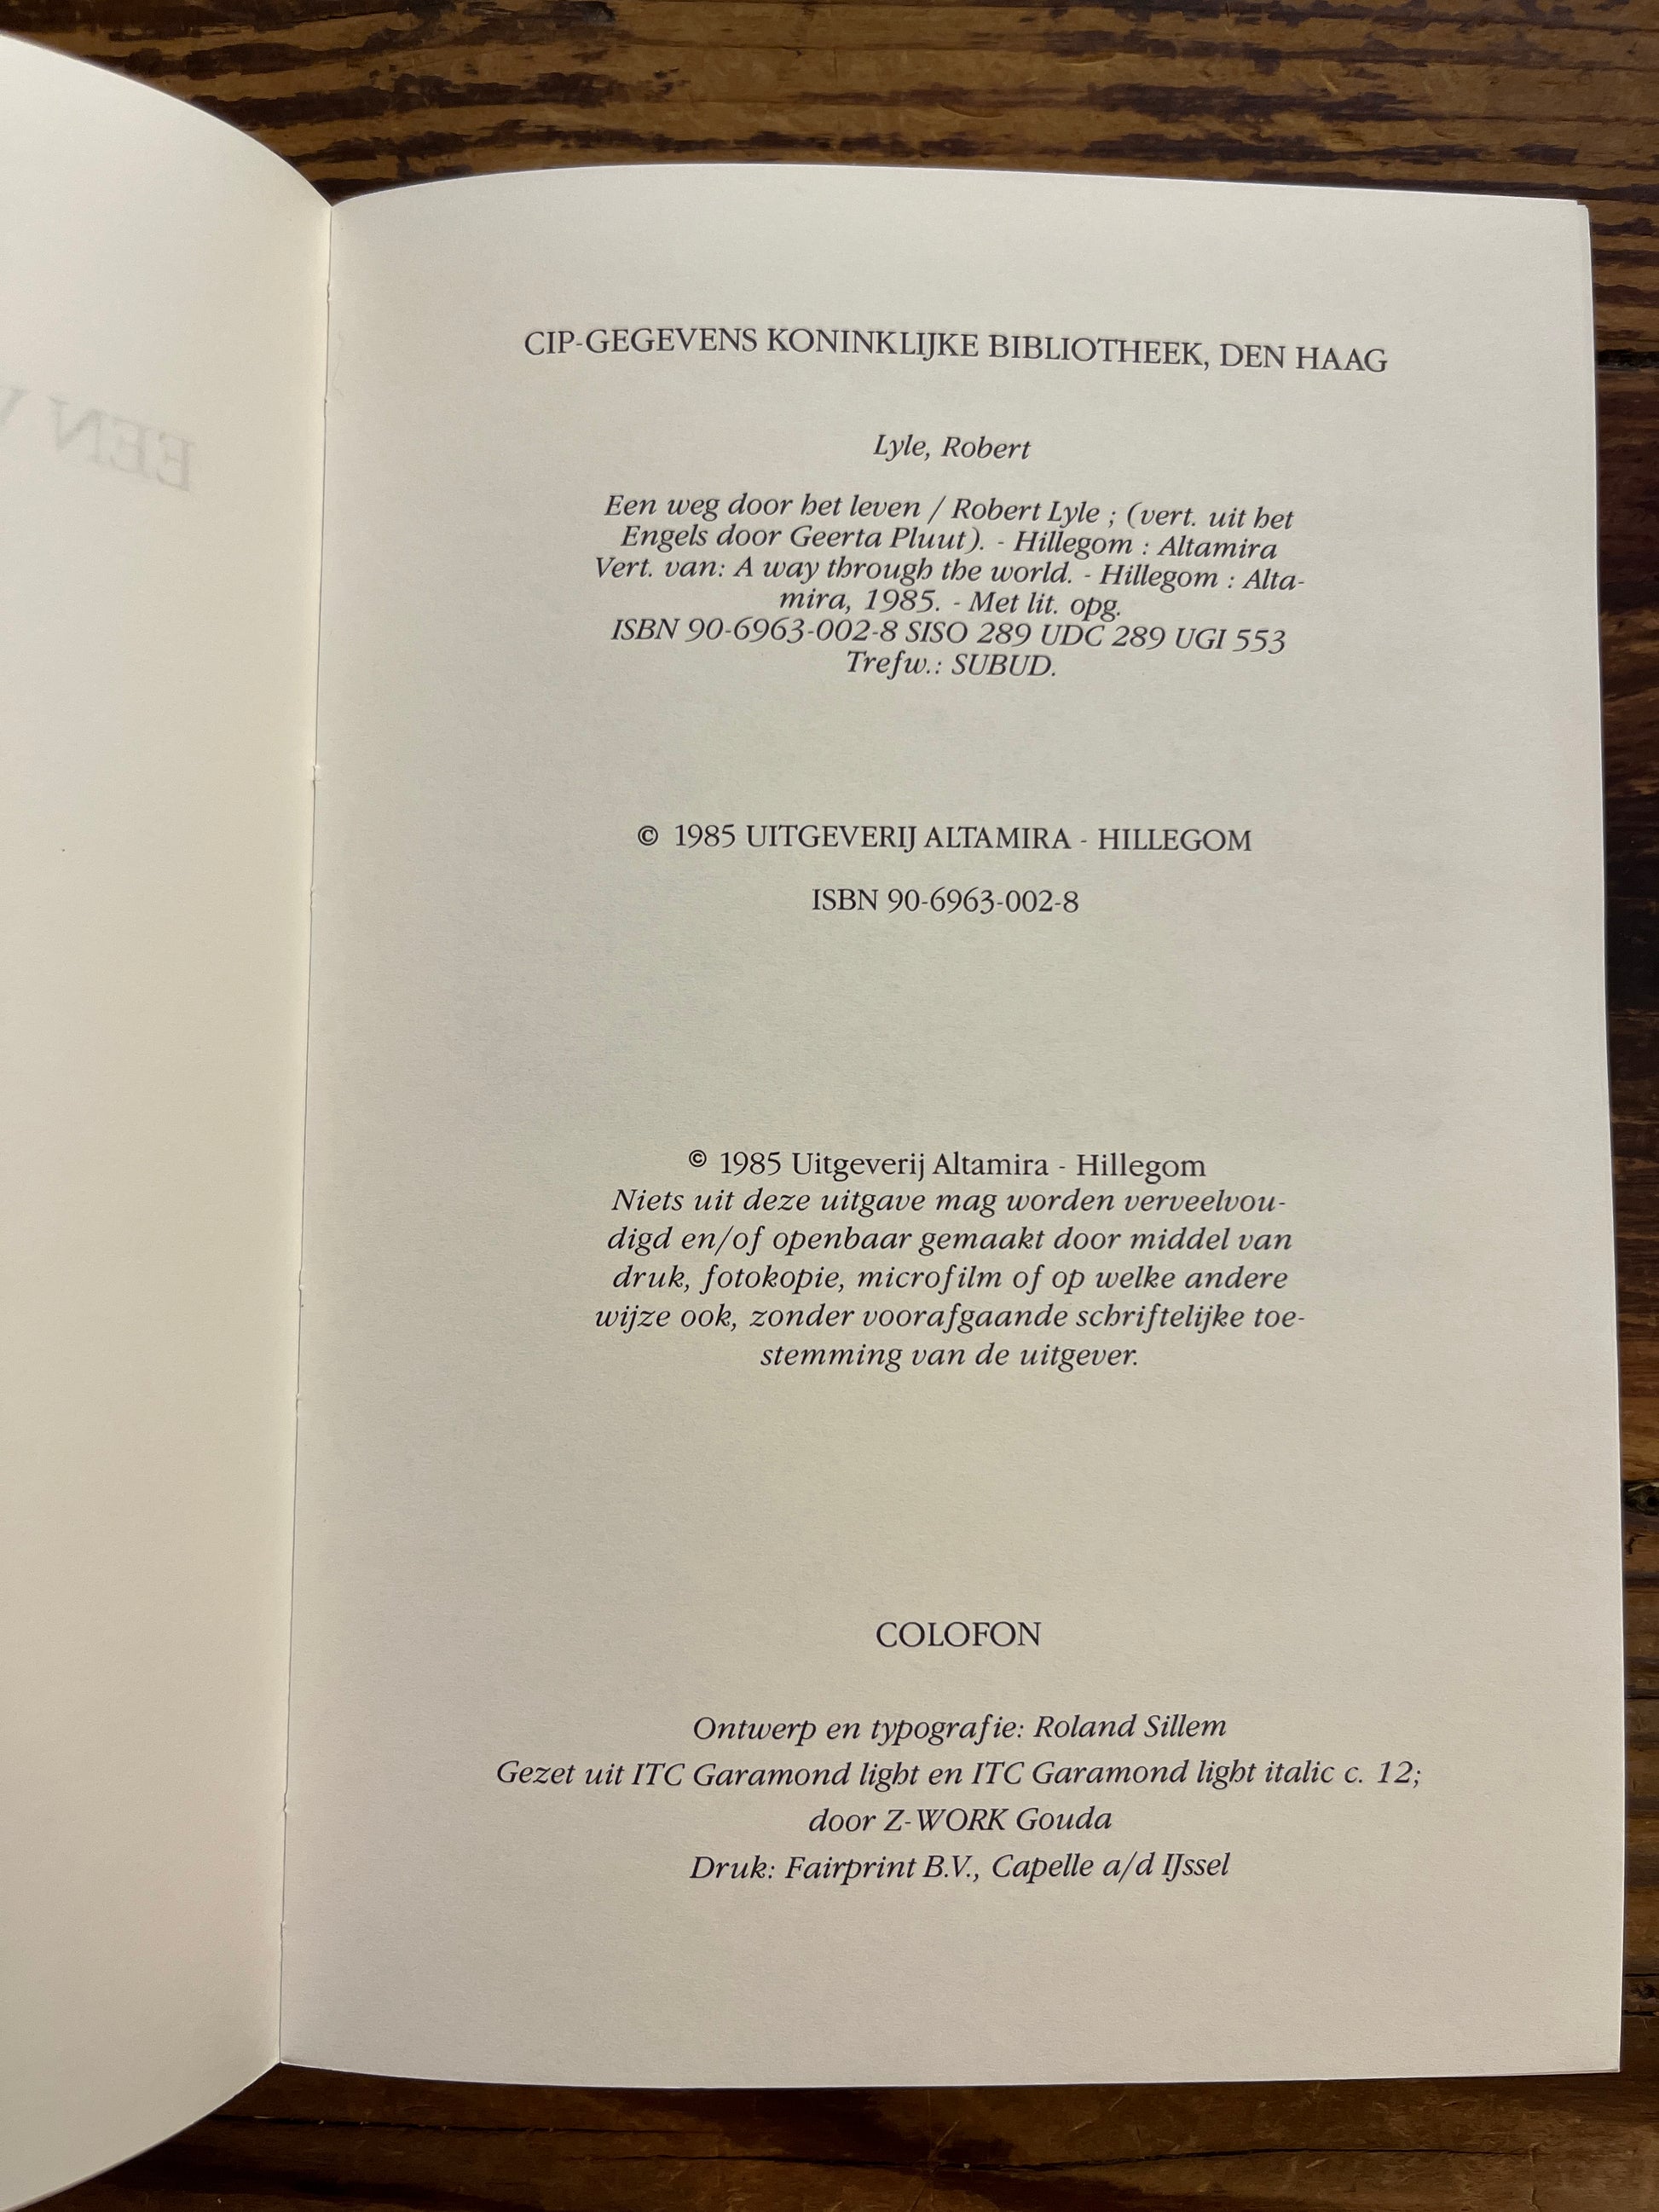 EEN
CIP-GEGEVENS KONINKLIJKE BIBLIOTHEEK, DEN HAAG
Lyle, Robert
Een weg door het leven / Robert Lyle ; (vert. uit het
Engels door Geerta Pluut). - Hillegom : Altamira
Vert. van: A way through the world. - Hillegom : Alta-
mira, 1985. - Met lit. opg.
ISBN 90-6963-002-8 SISO 289 UDC 289 UGI 553
Trefw.: SUBUD.
© 1985 UITGEVERIJ ALTAMIRA - HILLEGOM
ISBN 90-6963-002-8
© 1985 Uitgeverij Altamira - Hillegom
Niets uit deze uitgave mag worden verveelvou-
digd en/of openbaar gemaakt door middel van
druk, fotokopie, microfilm of op welke andere
wijze ook, zonder voorafgaande schriftelijke toe-
stemming van de uitgever.
COLOFON
Ontwerp en typografie: Roland Sillem
Gezet uit ITC Garamond light en ITC Garamond light italic c. 12;
door Z-WORK Gouda
Druk: Fairprint B.V., Capelle a/d IJssel